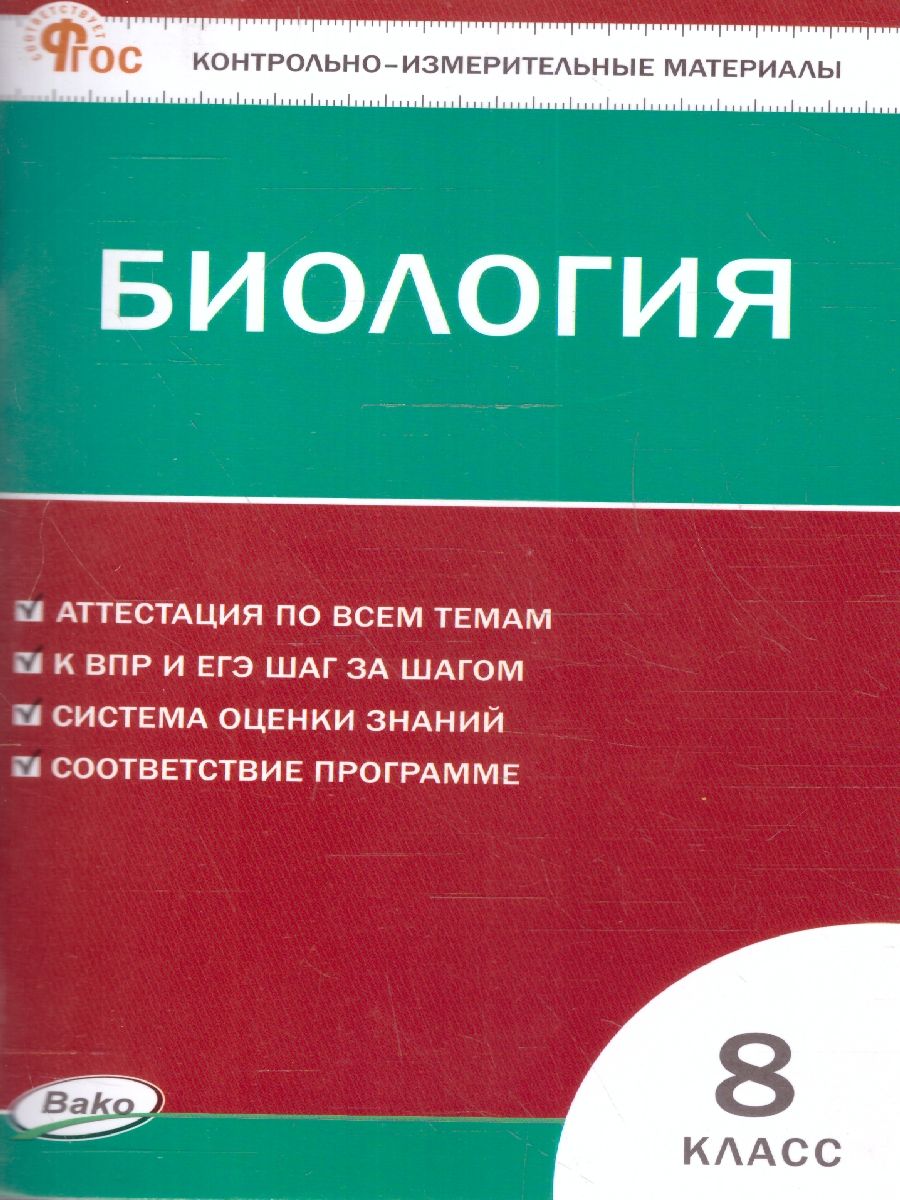 СООТВЕТСТВУЕТ
ФГОС
КОНТРОЛЬНО-ИЗМЕРИТЕЛЬНЫЕ МАТЕРИАЛЫ
БИОЛОГИЯ
АТТЕСТАЦИЯ ПО ВСЕМ ТЕМАМ
К ВПР И ЕГЭ ШАГ ЗА ШАГОМ
СИСТЕМА ОЦЕНКИ ЗНАНИЙ
СООТВЕТСТВИЕ ПРОГРАММЕ
Вако
8
КЛАСС